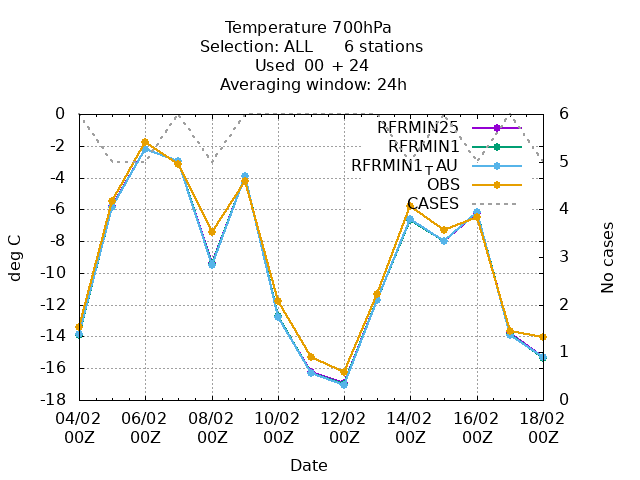 Temperature 700hPa
Selection: ALL 6 stations
Used 00 + 24
Averaging window: 24h
0
-2
-4
-6
-8
-10
-12
-14
-16
-18
deg C
6
5
4
3
2
1
0
No cases
RFRMIN25
RFRMIN1
RFRMIN1TAU
OBS
CASES
04/02 06/02 08/02 10/02 12/02 14/02 16/02 18/02
00Z 00Z 00Z 00Z 00Z 00Z 00Z 00Z
Date